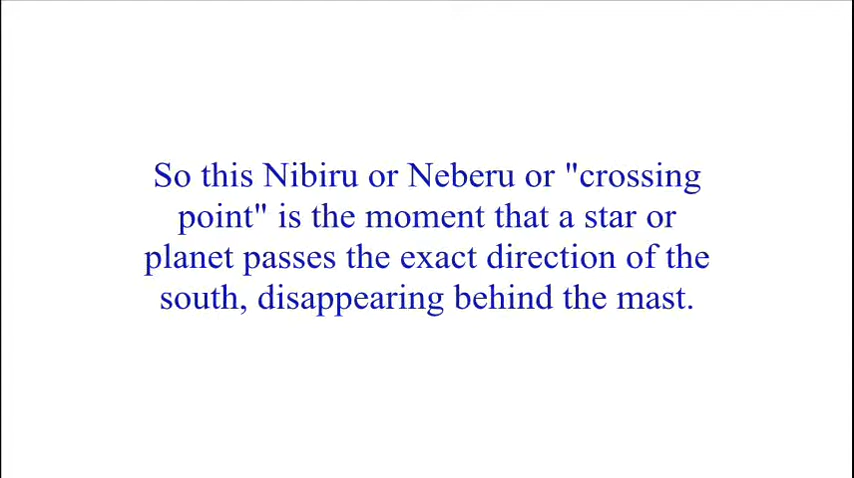 So this Nibiru or Neberu or "crossing
point" is the moment that a star or
planet passes the exact direction of the
south, disappearing behind the mast.